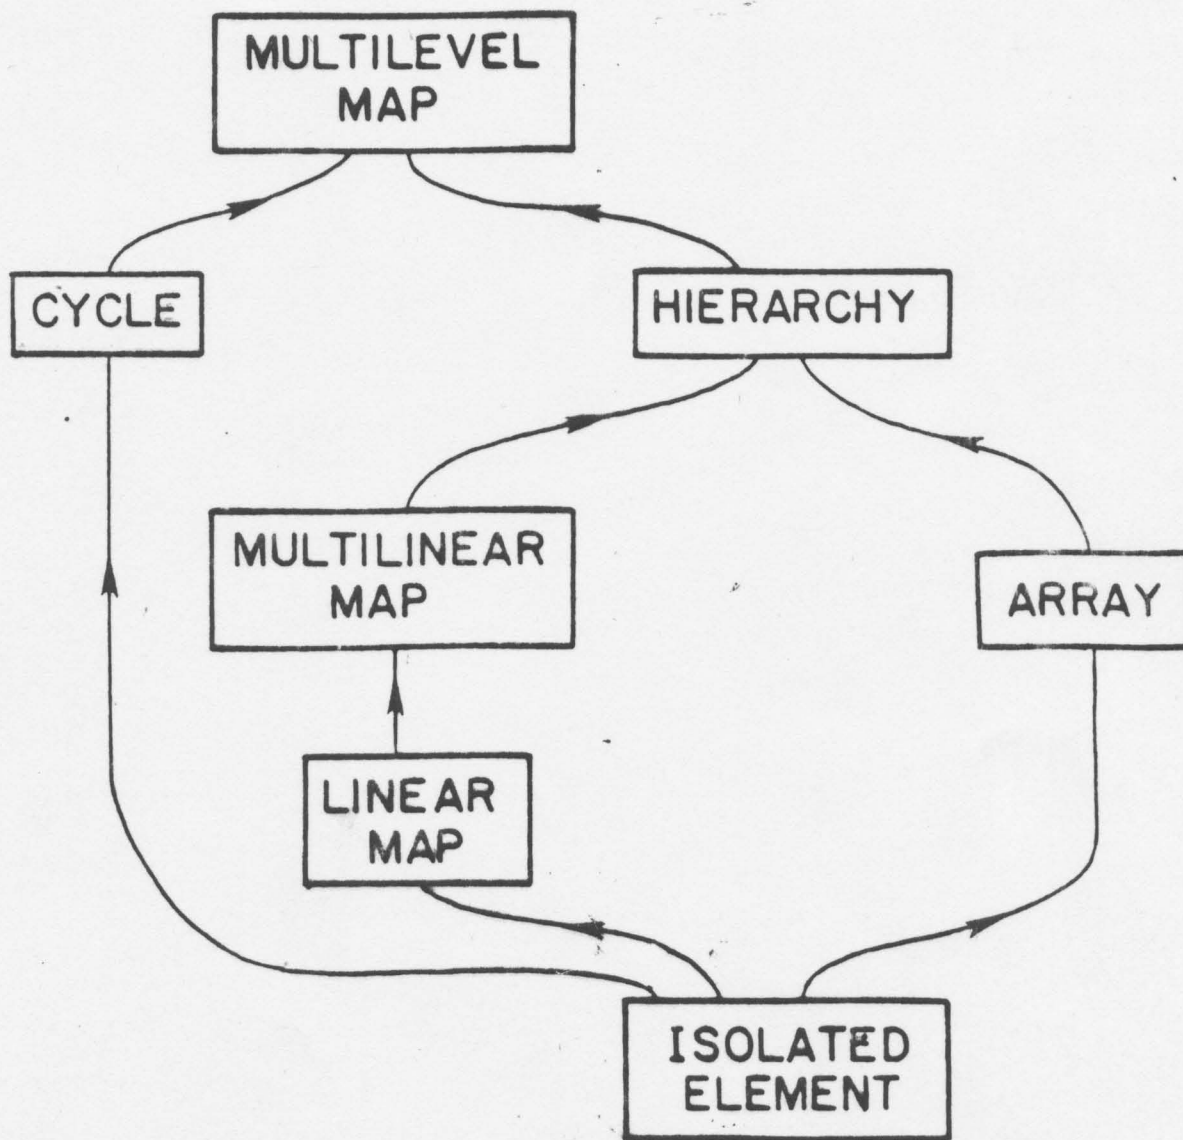 MULTILEVEL
MAP
CYCLE
HIERARCHY
MULTILINEAR
MAP
ARRAY
LINEAR
MAP
ISOLATED
ELEMENT